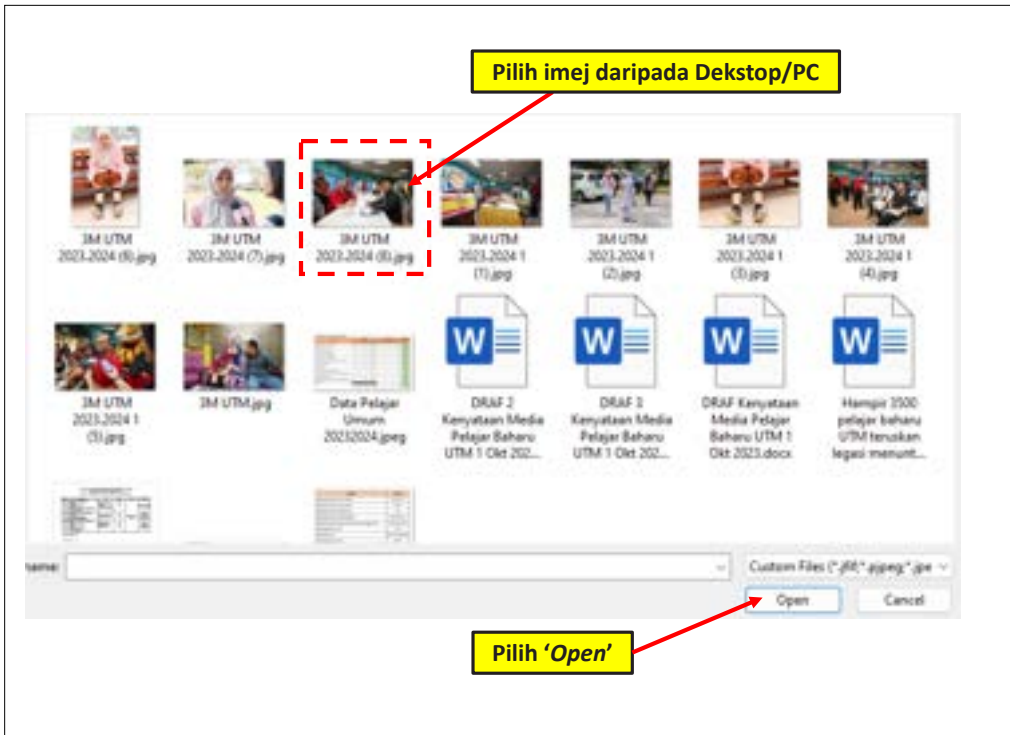 Pilih imej daripada Dekstop/PC
3M UTM
2023.2024 (6).jpg
3M UTM
2023.2024 (7).jpg
3M UTM
2023.2024 (8).jpg
3M UTM
2023.2024 1
(1).jpg
3M UTM
2023.2024 1
(2).jpg
3M UTM
2023.2024 1
(3).jpg
3M UTM
2023.2024 1
(4).jpg
3M UTM
2023.2024 1
(5).jpg
3M UTM.jpg
Data Pelajar
Umum
20232024.jpeg
DRAF 2
Kenyataan Media
Pelajar Baharu
UTM 1 Okt 202...
DRAF 3
Kenyataan Media
Pelajar Baharu
UTM 1 Okt 202...
DRAF Kenyataan
Media Pelajar
Baharu UTM 1
Okt 2023.docx
Hampir 3500
pelajar baharu
UTM teruskan
legasi menunt...
name:
Custom Files (*.jfif;*.pjpeg;*.jpe
Open
Cancel
Pilih ‘Open’